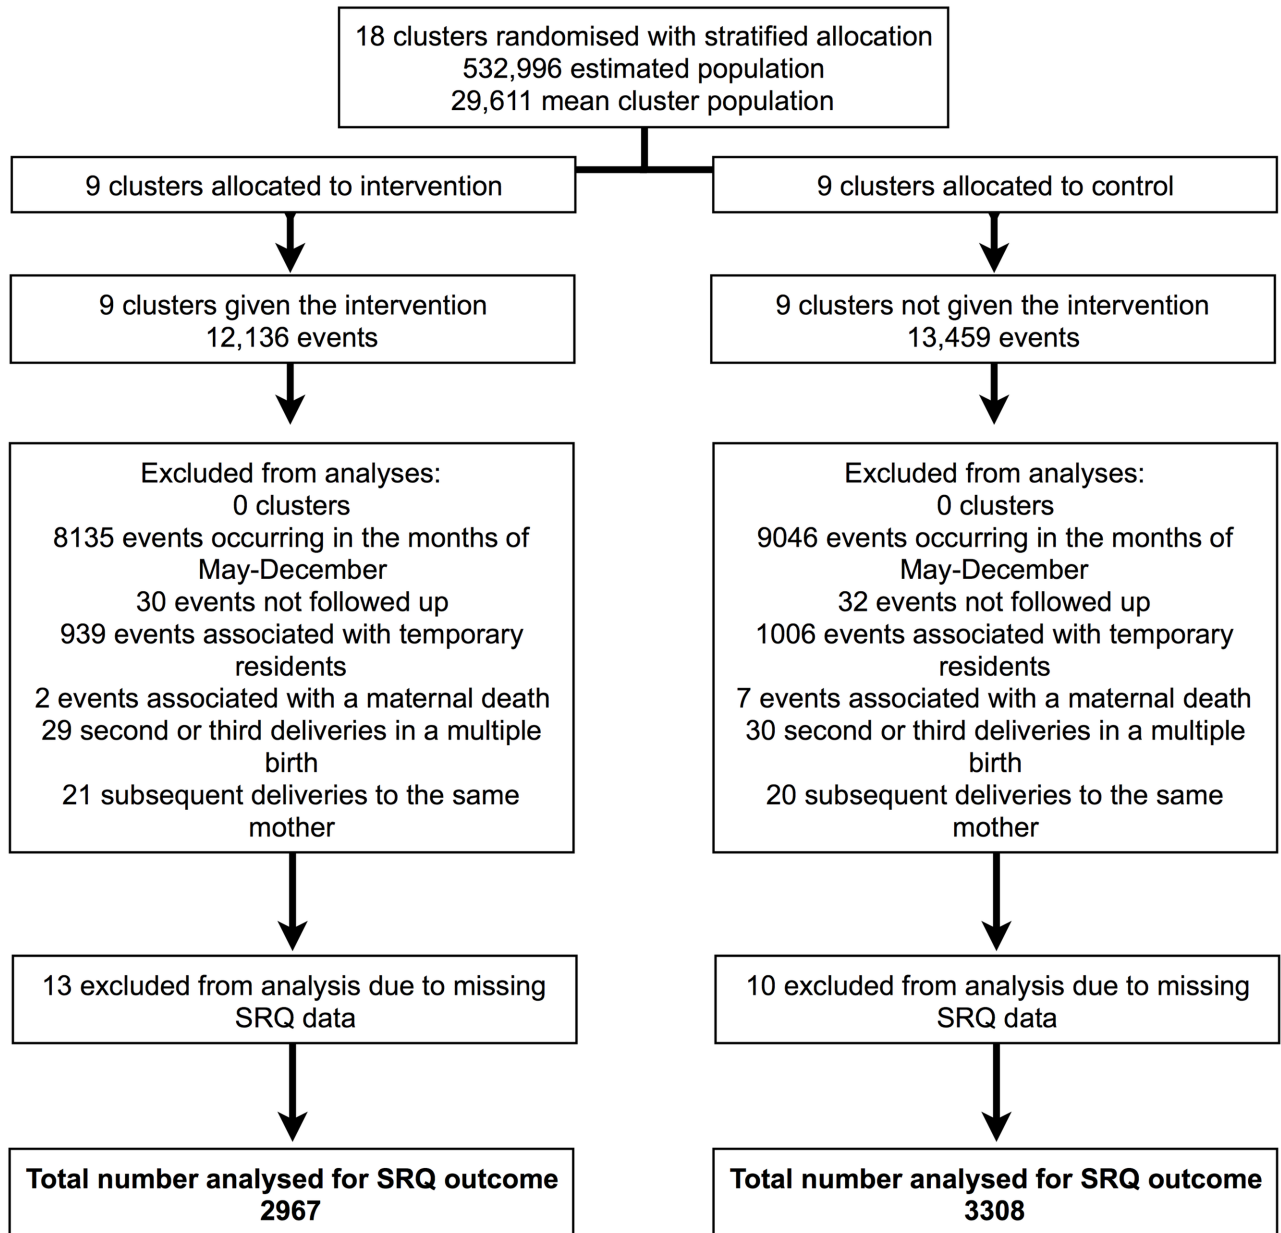 18 clusters randomised with stratified allocation
532,996 estimated population
29,611 mean cluster population
9 clusters allocated to intervention
9 clusters allocated to control
9 clusters given the intervention
12,136 events
9 clusters not given the intervention
13,459 events
Excluded from analyses:
0 clusters
8135 events occurring in the months of
May-December
30 events not followed up
939 events associated with temporary
residents
2 events associated with a maternal death
29 second or third deliveries in a multiple
birth
21 subsequent deliveries to the same
mother
Excluded from analyses:
0 clusters
9046 events occurring in the months of
May-December
32 events not followed up
1006 events associated with temporary
residents
7 events associated with a maternal death
30 second or third deliveries in a multiple
birth
20 subsequent deliveries to the same
mother
13 excluded from analysis due to missing
SRQ data
10 excluded from analysis due to missing
SRQ data
Total number analysed for SRQ outcome
2967
Total number analysed for SRQ outcome
3308